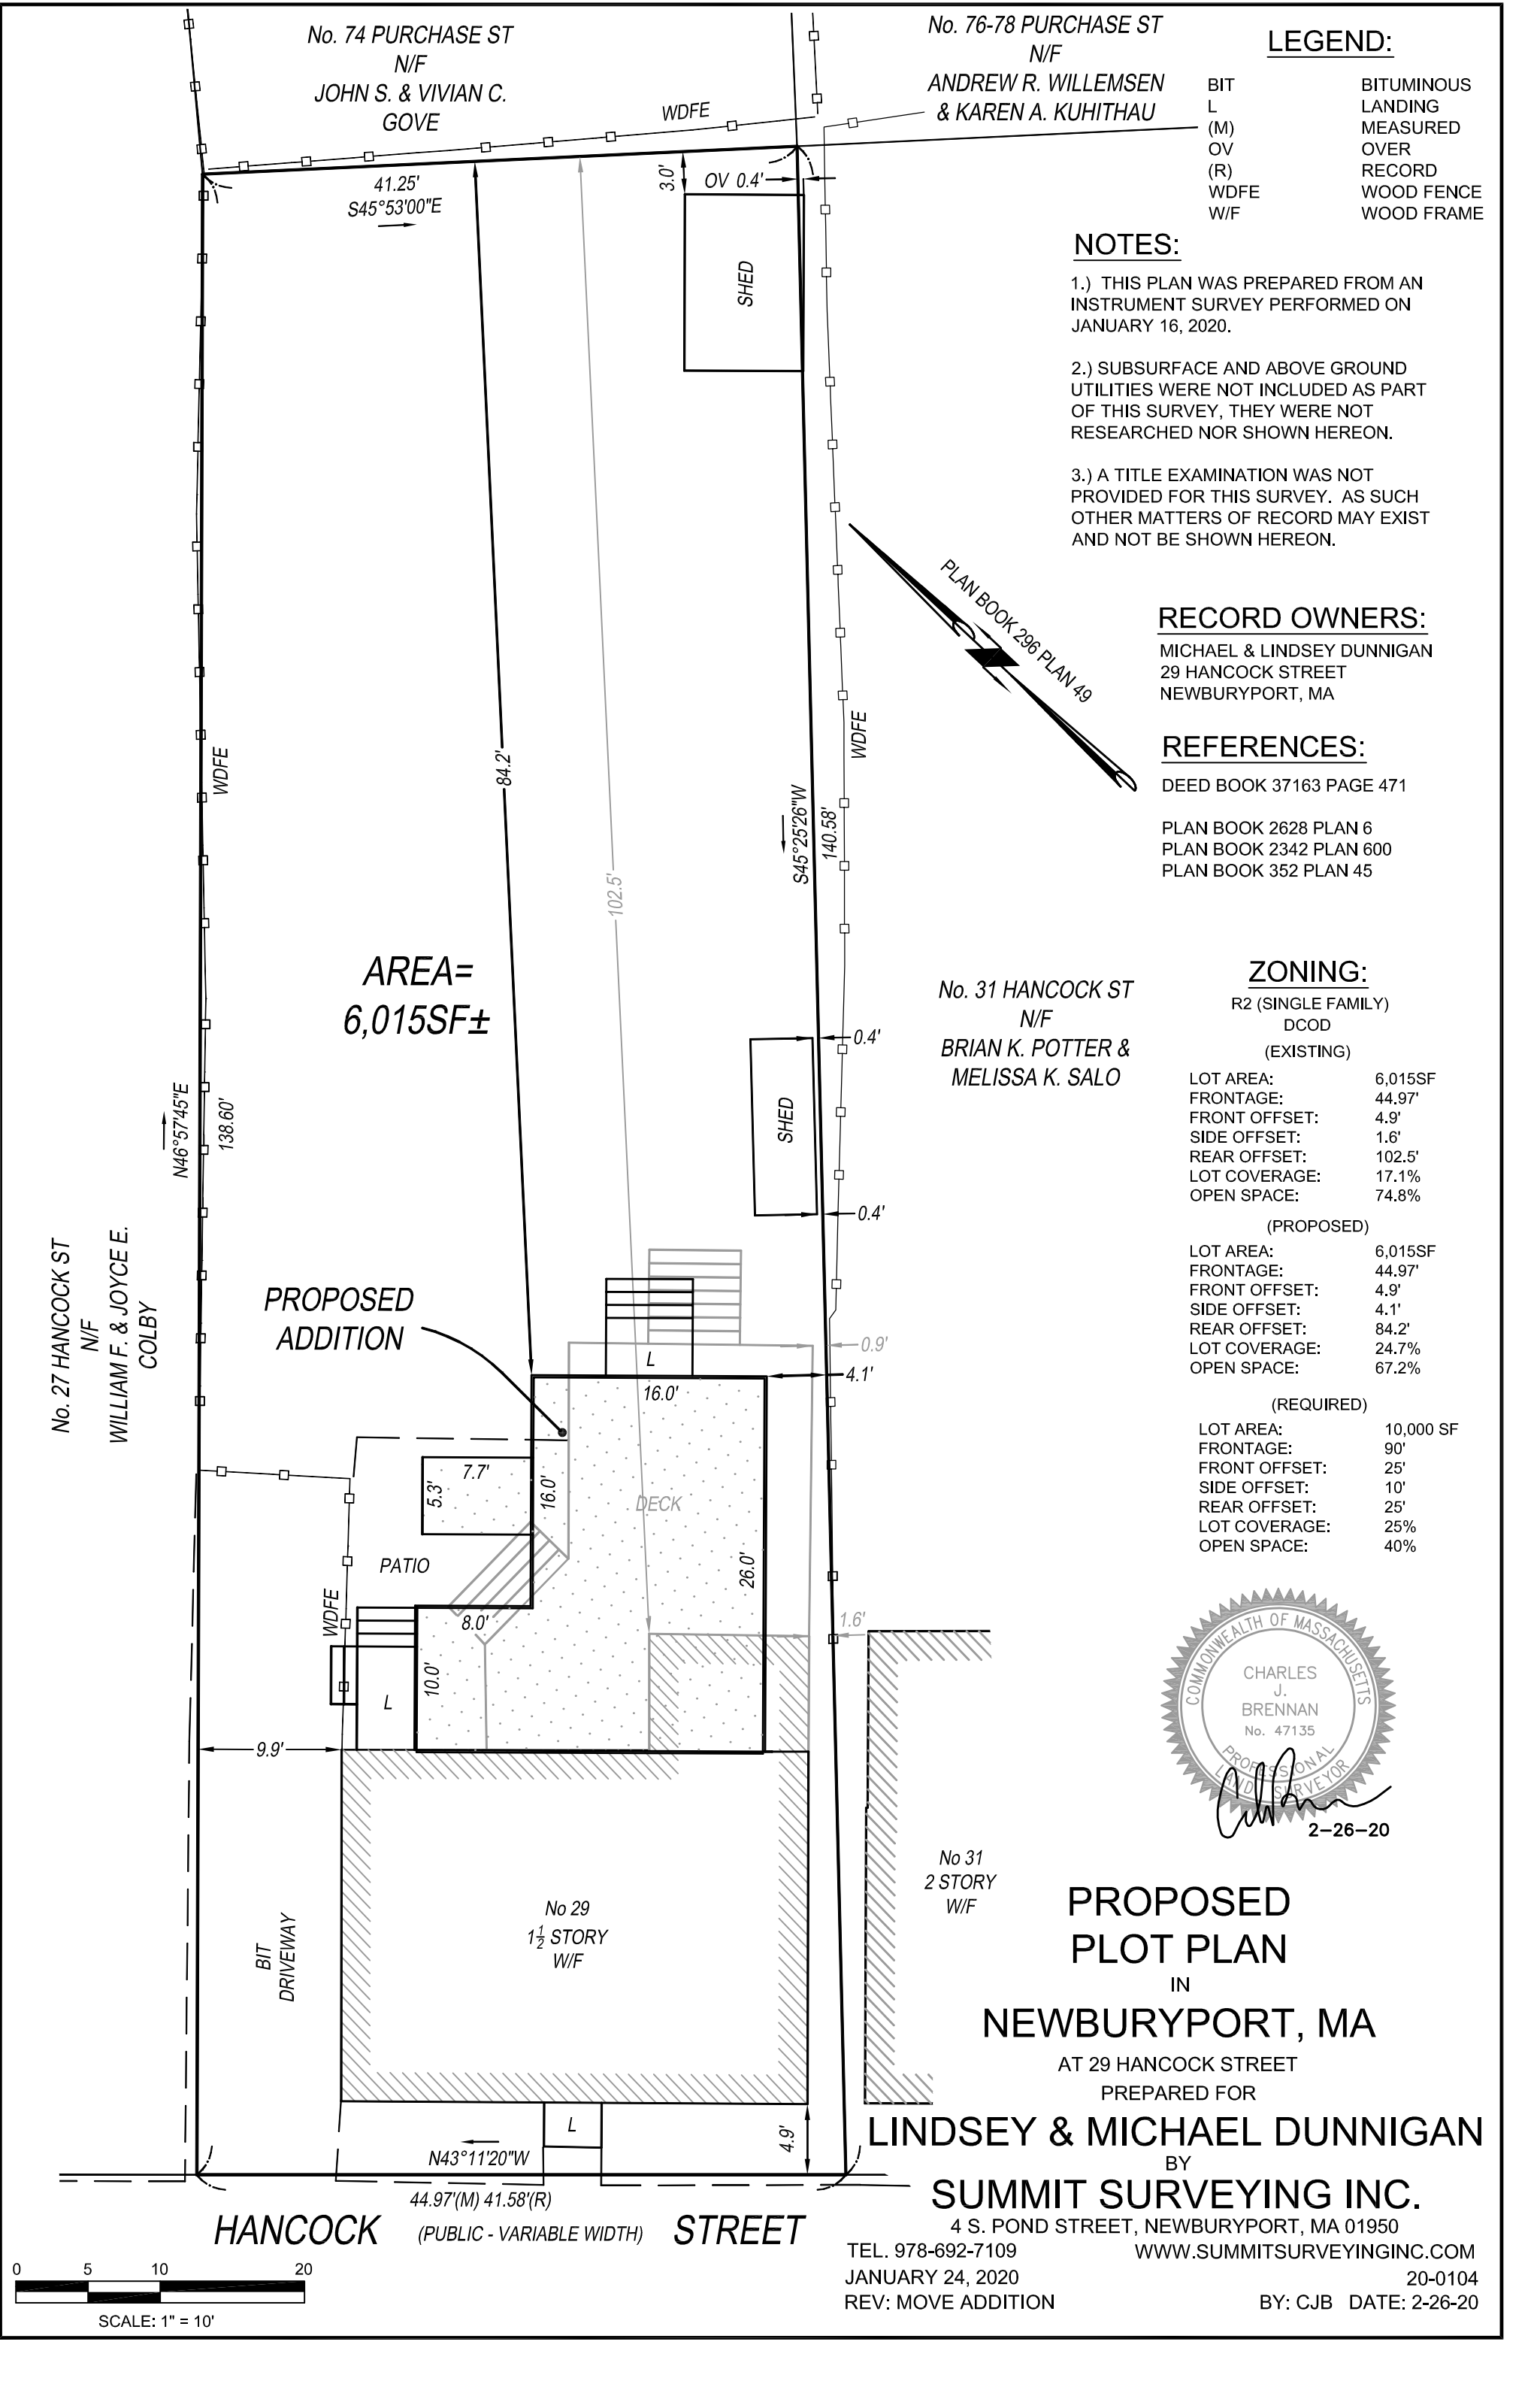 No. 74 PURCHASE ST
N/F
JOHN S. & VIVIAN C.
GOVE
No. 76-78 PURCHASE ST
N/F
ANDREW R. WILLEMSEN
& KAREN A. KUHITHAU
WDFE
41.25'
S45°53'00"E
3.0'
OV 0.4'
SHED
LEGEND:
BIT BITUMINOUS
L LANDING
(M) MEASURED
OV OVER
(R) RECORD
WDFE WOOD FENCE
W/F WOOD FRAME
NOTES:
1.) THIS PLAN WAS PREPARED FROM AN
INSTRUMENT SURVEY PERFORMED ON
JANUARY 16, 2020.
2.) SUBSURFACE AND ABOVE GROUND
UTILITIES WERE NOT INCLUDED AS PART
OF THIS SURVEY, THEY WERE NOT
RESEARCHED NOR SHOWN HEREON.
3.) A TITLE EXAMINATION WAS NOT
PROVIDED FOR THIS SURVEY. AS SUCH
OTHER MATTERS OF RECORD MAY EXIST
AND NOT BE SHOWN HEREON.
PLAN BOOK 296 PLAN 49
RECORD OWNERS:
MICHAEL & LINDSEY DUNNIGAN
29 HANCOCK STREET
NEWBURYPORT, MA
REFERENCES:
DEED BOOK 37163 PAGE 471
PLAN BOOK 2628 PLAN 6
PLAN BOOK 2342 PLAN 600
PLAN BOOK 352 PLAN 45
WDFE
84.2'
102.5'
S45°25'26"W
140.58'
WDFE
AREA=
6,015SF±
No. 31 HANCOCK ST
N/F
BRIAN K. POTTER &
MELISSA K. SALO
0.4'
SHED
0.4'
N46°57'45"E
138.60'
No. 27 HANCOCK ST
N/F
WILLIAM F. & JOYCE E.
COLBY
ZONING:
R2 (SINGLE FAMILY)
DCOD
(EXISTING)
LOT AREA: 6,015SF
FRONTAGE: 44.97'
FRONT OFFSET: 4.9'
SIDE OFFSET: 1.6'
REAR OFFSET: 102.5'
LOT COVERAGE: 17.1%
OPEN SPACE: 74.8%
(PROPOSED)
LOT AREA: 6,015SF
FRONTAGE: 44.97'
FRONT OFFSET: 4.9'
SIDE OFFSET: 4.1'
REAR OFFSET: 84.2'
LOT COVERAGE: 24.7%
OPEN SPACE: 67.2%
(REQUIRED)
LOT AREA: 10,000 SF
FRONTAGE: 90'
FRONT OFFSET: 25'
SIDE OFFSET: 10'
REAR OFFSET: 25'
LOT COVERAGE: 25%
OPEN SPACE: 40%
PROPOSED
ADDITION
L
0.9'
4.1'
16.0'
7.7'
5.3'
16.0'
DECK
PATIO
26.0'
WDFE
8.0'
10.0'
L
1.6'
9.9'
COMMONWEALTH OF MASSACHUSETTS
CHARLES
J.
BRENNAN
No. 47135
PROFESSIONAL
LAND SURVEYOR
2-26-20
No 29
1½ STORY
W/F
BIT
DRIVEWAY
No 31
2 STORY
W/F
L
4.9'
N43°11'20"W
44.97'(M) 41.58'(R)
HANCOCK (PUBLIC - VARIABLE WIDTH) STREET
0 5 10 20
SCALE: 1" = 10'
PROPOSED
PLOT PLAN
IN
NEWBURYPORT, MA
AT 29 HANCOCK STREET
PREPARED FOR
LINDSEY & MICHAEL DUNNIGAN
BY
SUMMIT SURVEYING INC.
4 S. POND STREET, NEWBURYPORT, MA 01950
TEL. 978-692-7109 WWW.SUMMITSURVEYINGINC.COM
JANUARY 24, 2020 20-0104
REV: MOVE ADDITION BY: CJB DATE: 2-26-20